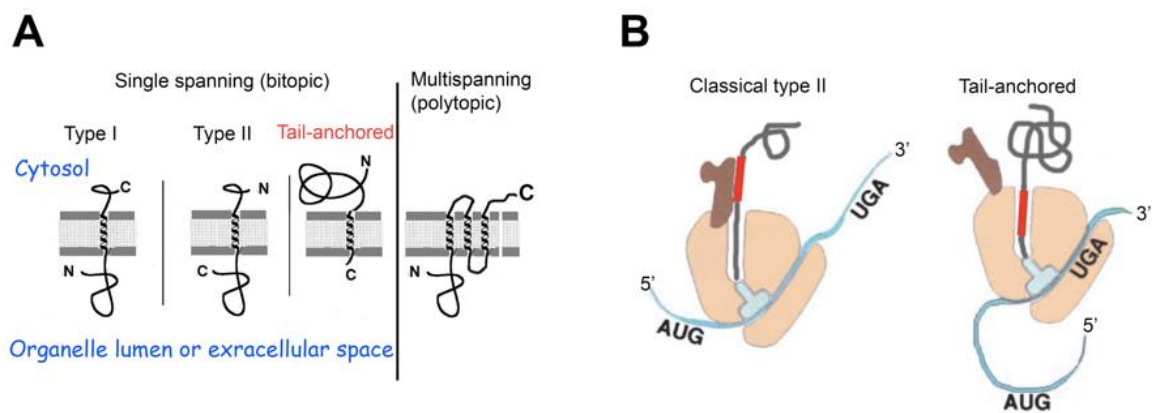 A
Single spanning (bitopic)
Multispanning
(polytopic)
Type I
Type II
Tail-anchored
Cytosol
C
N
N
C
N
C
C
N
Organelle lumen or exracellular space
B
Classical type II
Tail-anchored
3’
UGA
5’
AUG
3’
UGA
5’
AUG